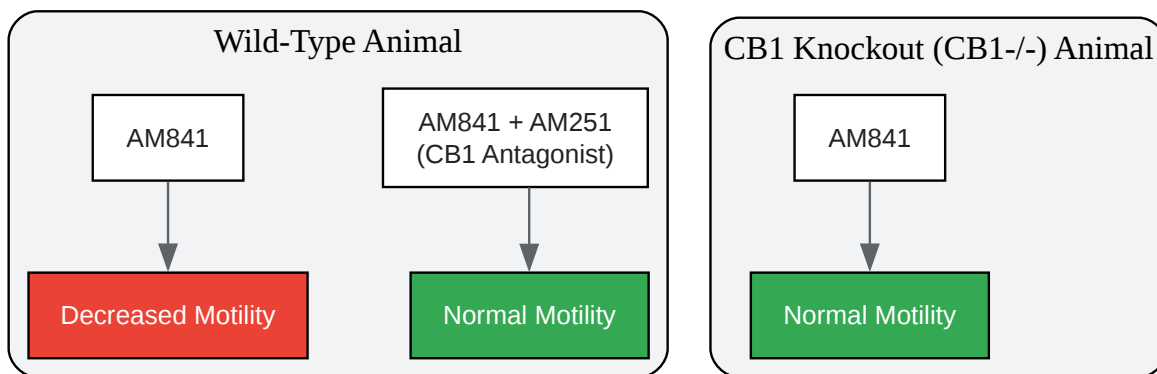 Wild-Type Animal
AM841
AM841 + AM251
(CB1 Antagonist)
Decreased Motility
Normal Motility
CB1 Knockout (CB1-/-) Animal
AM841
Normal Motility